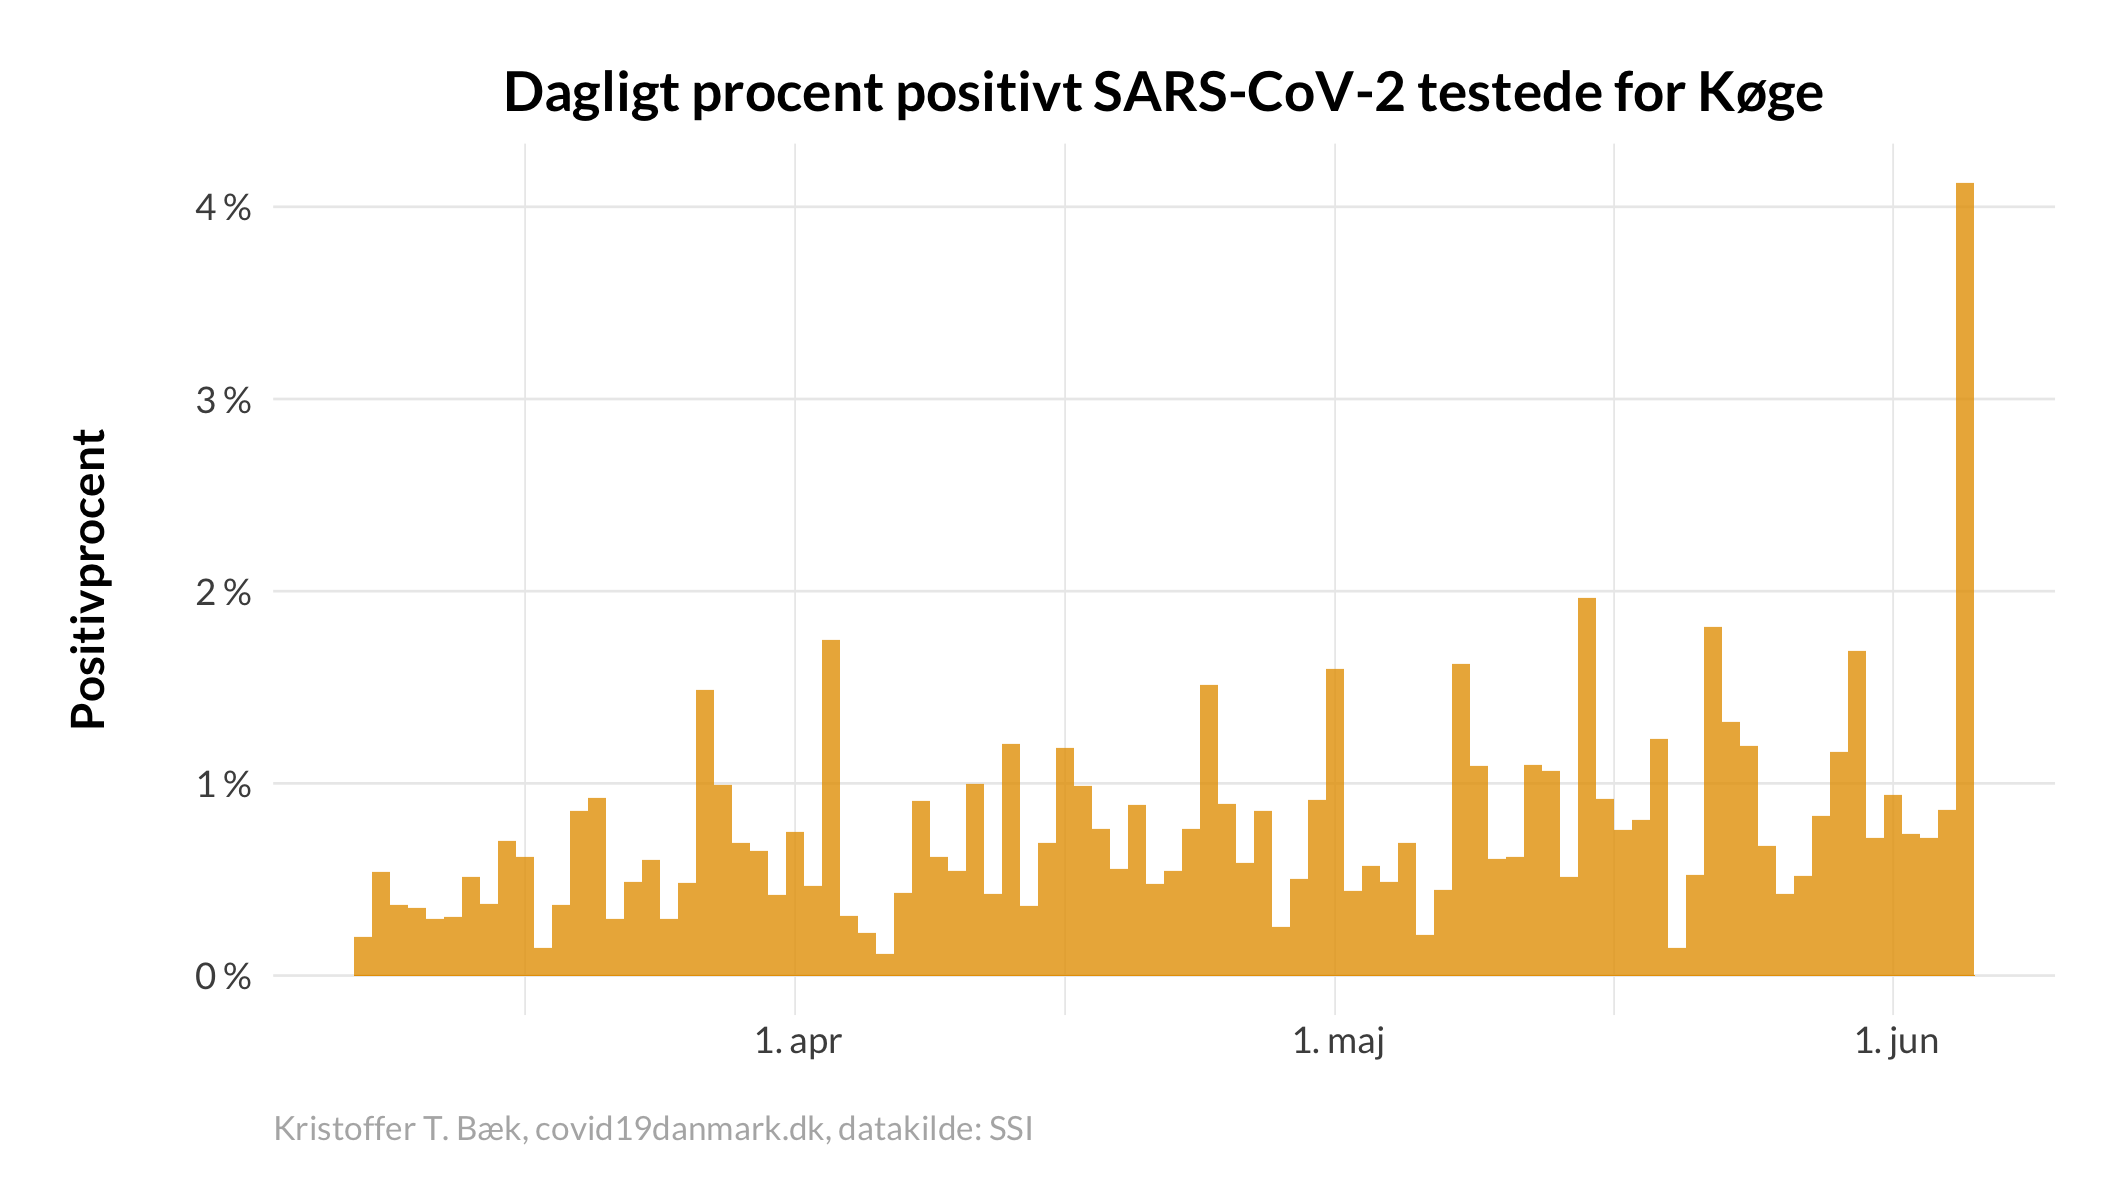 Dagligt procent positivt SARS-CoV-2 testede for Køge
Positivprocent
4 %
3 %
2 %
1 %
0 %
1. apr
1. maj
1. jun
Kristoffer T. Bæk, covid19danmark.dk, datakilde: SSI